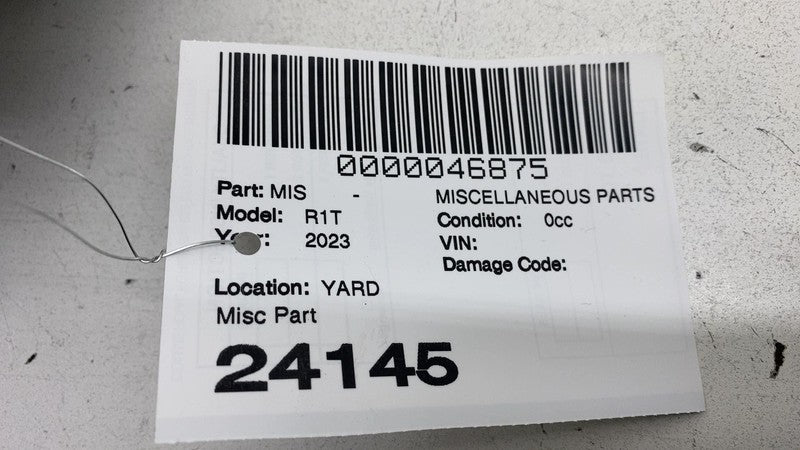 0000046875
Part: MIS - MISCELLANEOUS PARTS
Model: R1T Condition: 0cc
Year: 2023 VIN:
Damage Code:
Location: YARD
Misc Part
24145